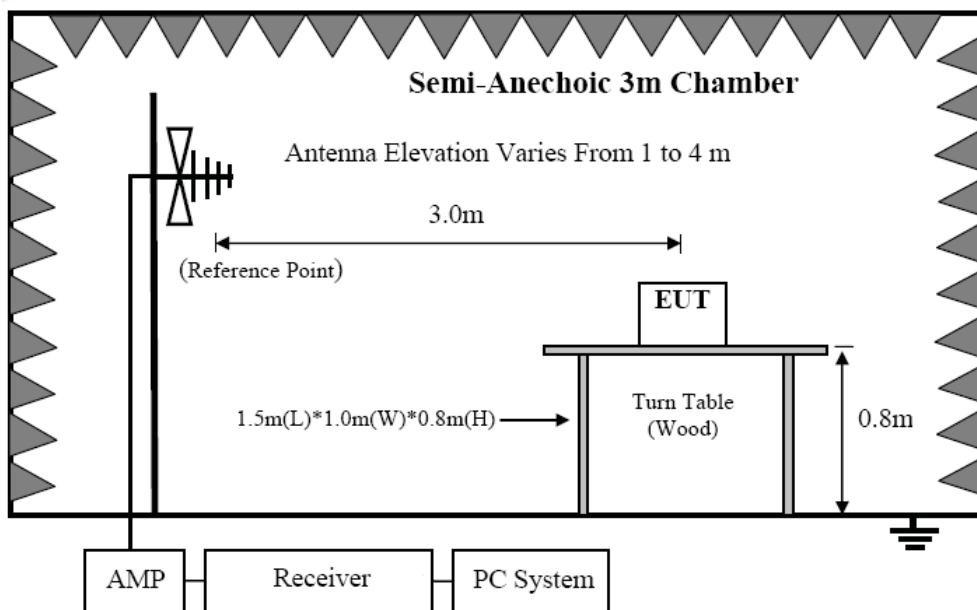 Semi-Anechoic 3m Chamber
Antenna Elevation Varies From 1 to 4 m
3.0m
(Reference Point)
EUT
1.5m(L)*1.0m(W)*0.8m(H)
Turn Table
(Wood)
0.8m
AMP
Receiver
PC System